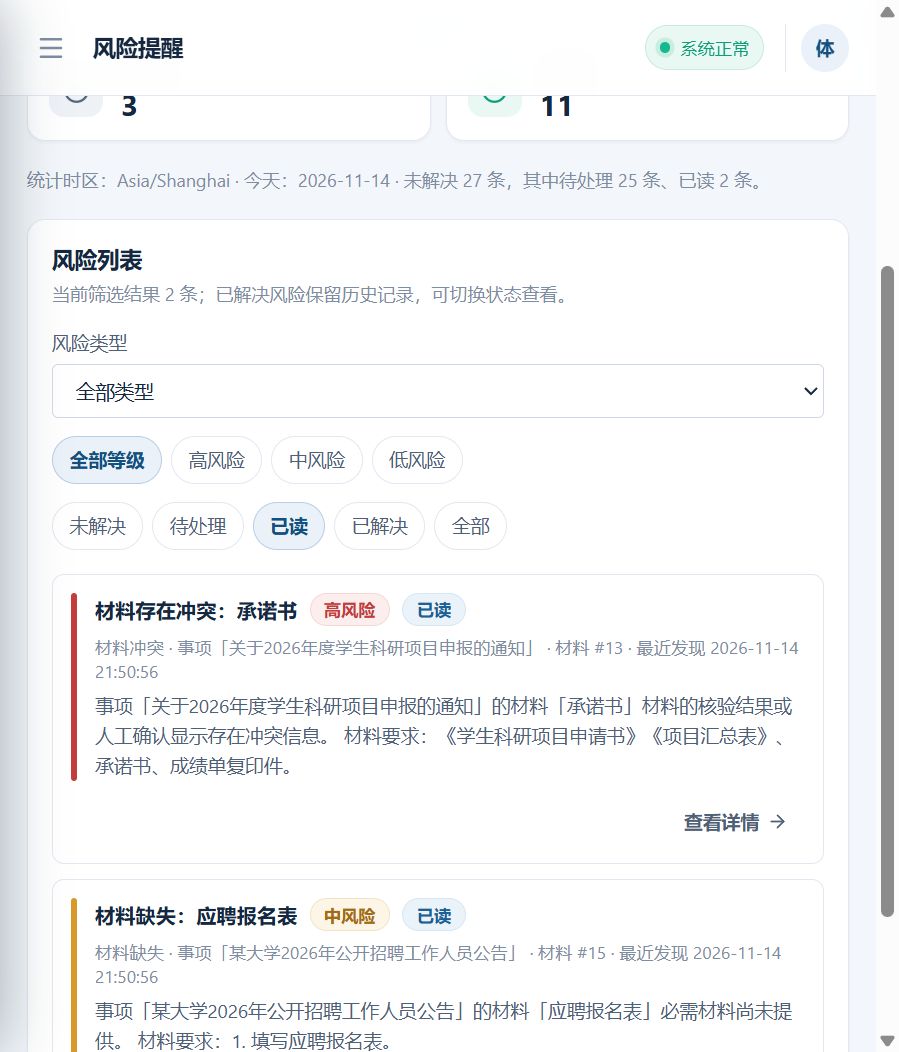 风险提醒
系统正常
体
3
11
统计时区：Asia/Shanghai · 今天：2026-11-14 · 未解决 27 条，其中待处理 25 条、已读 2 条。
风险列表
当前筛选结果 2 条；已解决风险保留历史记录，可切换状态查看。
风险类型
全部类型
全部等级
高风险
中风险
低风险
未解决
待处理
已读
已解决
全部
材料存在冲突：承诺书 高风险 已读
材料冲突 · 事项「关于2026年度学生科研项目申报的通知」 · 材料 #13 · 最近发现 2026-11-14
21:50:56
事项「关于2026年度学生科研项目申报的通知」的材料「承诺书」材料的核验结果或
人工确认显示存在冲突信息。 材料要求：《学生科研项目申请书》《项目汇总表》、
承诺书、成绩单复印件。
查看详情 →
材料缺失：应聘报名表 中风险 已读
材料缺失 · 事项「某大学2026年公开招聘工作人员公告」 · 材料 #15 · 最近发现 2026-11-14
21:50:56
事项「某大学2026年公开招聘工作人员公告」的材料「应聘报名表」必需材料尚未提
供。 材料要求：1. 填写应聘报名表。